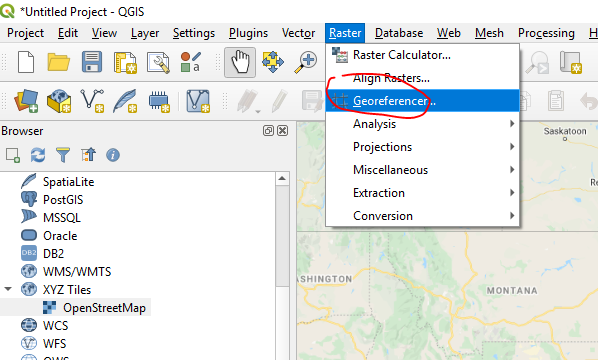 *Untitled Project - QGIS
Project Edit View Layer Settings Plugins Vector Raster Database Web Mesh Processing
Raster Calculator...
Align Rasters...
Georeferencer...
Analysis
Projections
Miscellaneous
Extraction
Conversion
Browser
SpatiaLite
PostGIS
MSSQL
Oracle
DB2 DB2
WMS/WMTS
XYZ Tiles
OpenStreetMap
WCS
WFS
OWS
Saskatoon
ASHINGTON
MONTANA